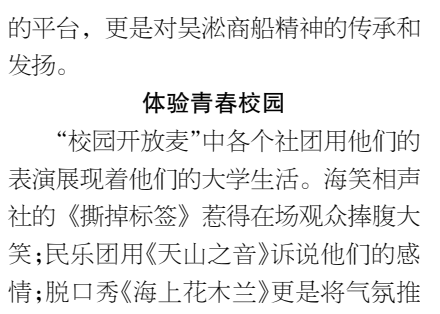 的平台，更是对吴淞商船精神的传承和
发扬。
体验青春校园
“校园开放麦”中各个社团用他们的
表演展现着他们的大学生活。海笑相声
社的《撕掉标签》惹得在场观众捧腹大
笑；民乐团用《天山之音》诉说他们的感
情；脱口秀《海上花木兰》更是将气氛推